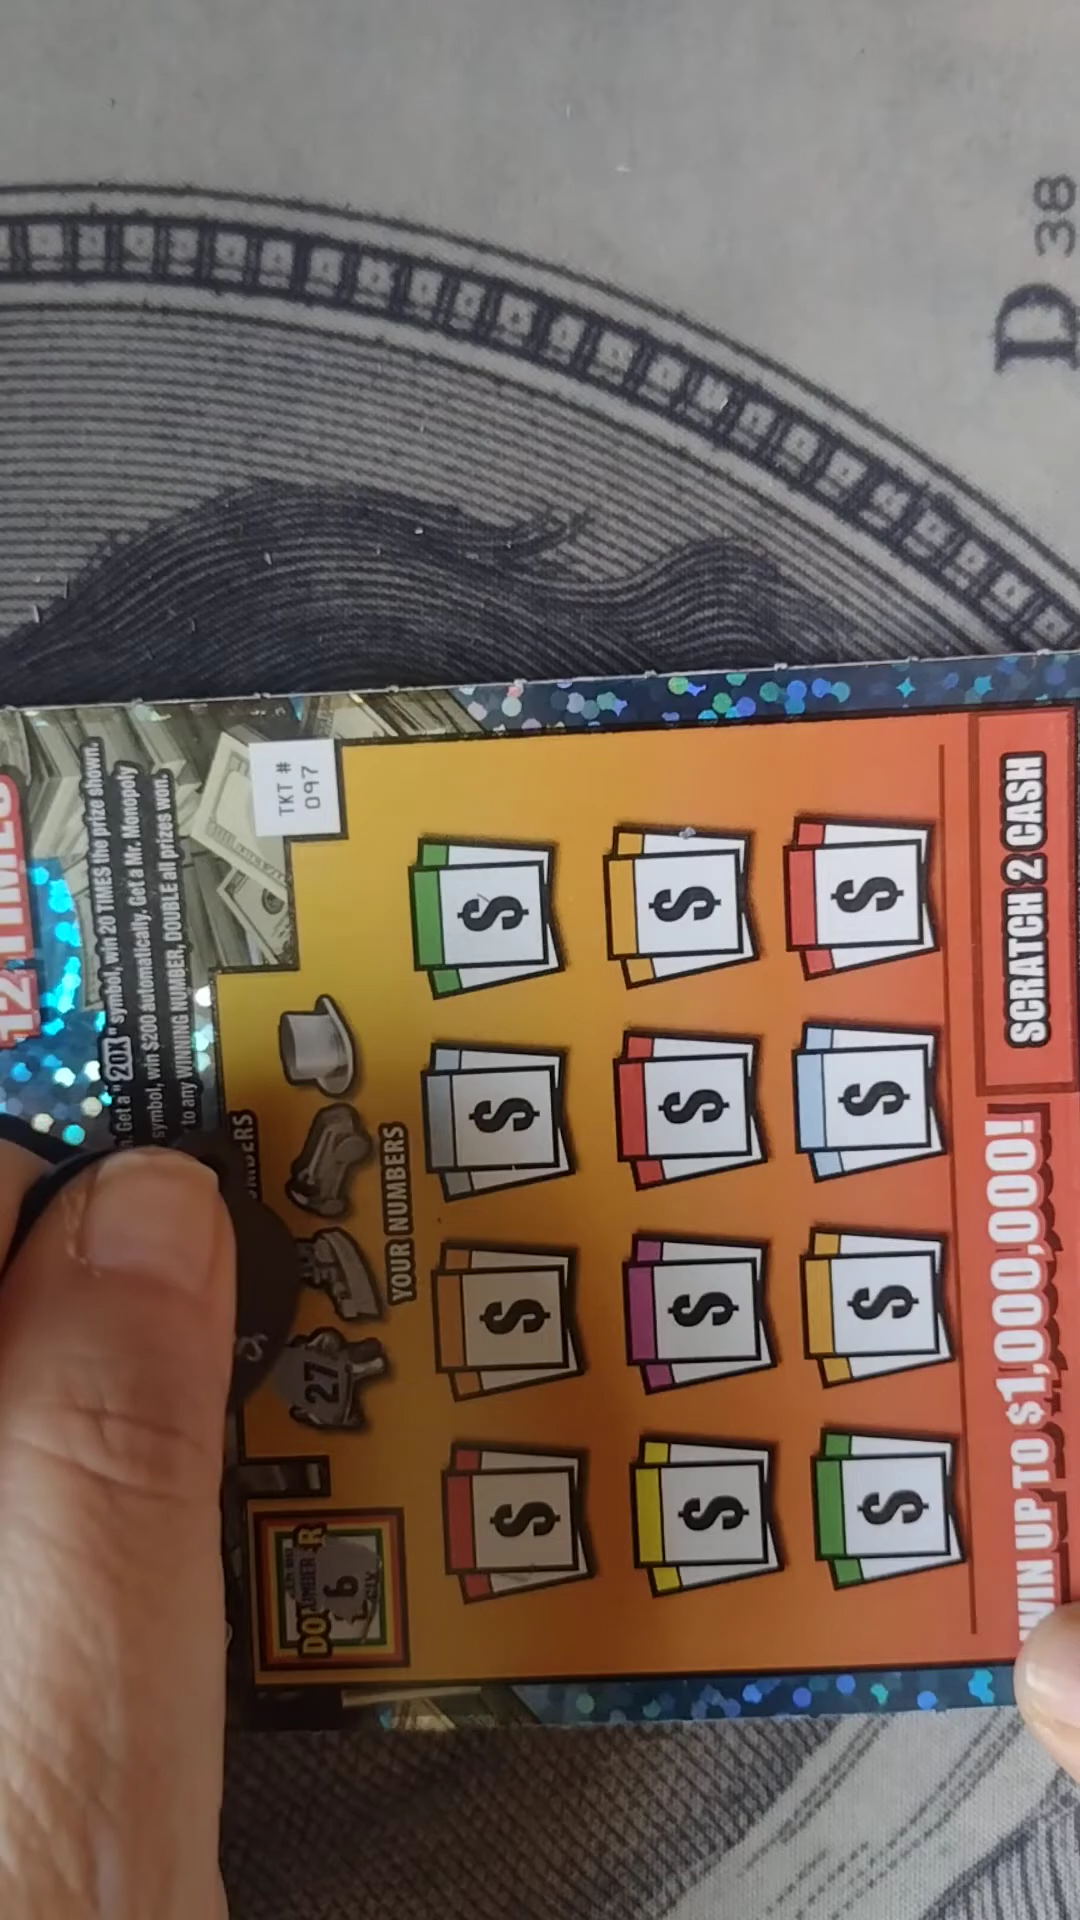 12 TIMES
. Get a "20X" symbol, win 20 TIMES the prize shown.
symbol, win $200 automatically. Get a Mr. Monopoly
to any WINNING NUMBER, DOUBLE all prizes won.
TKT #
097
27
YOUR NUMBERS
6
SIX
$ $ $ $
$ $ $ $
$ $ $ $
WIN UP TO $1,000,000!
SCRATCH 2 CASH
D 38